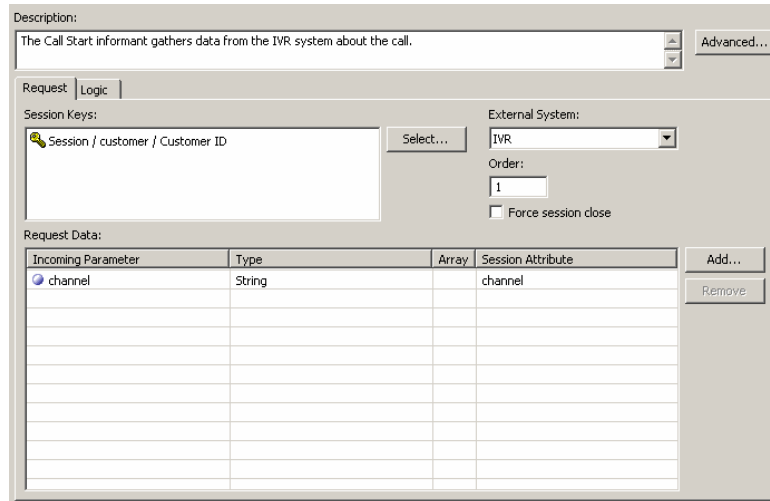 Description:
The Call Start informant gathers data from the IVR system about the call.
Advanced...
Request Logic
Session Keys:
External System:
Session / customer / Customer ID
Select...
IVR
Order:
1
Force session close
Request Data:
Incoming Parameter Type Array Session Attribute
Add...
channel String channel
Remove